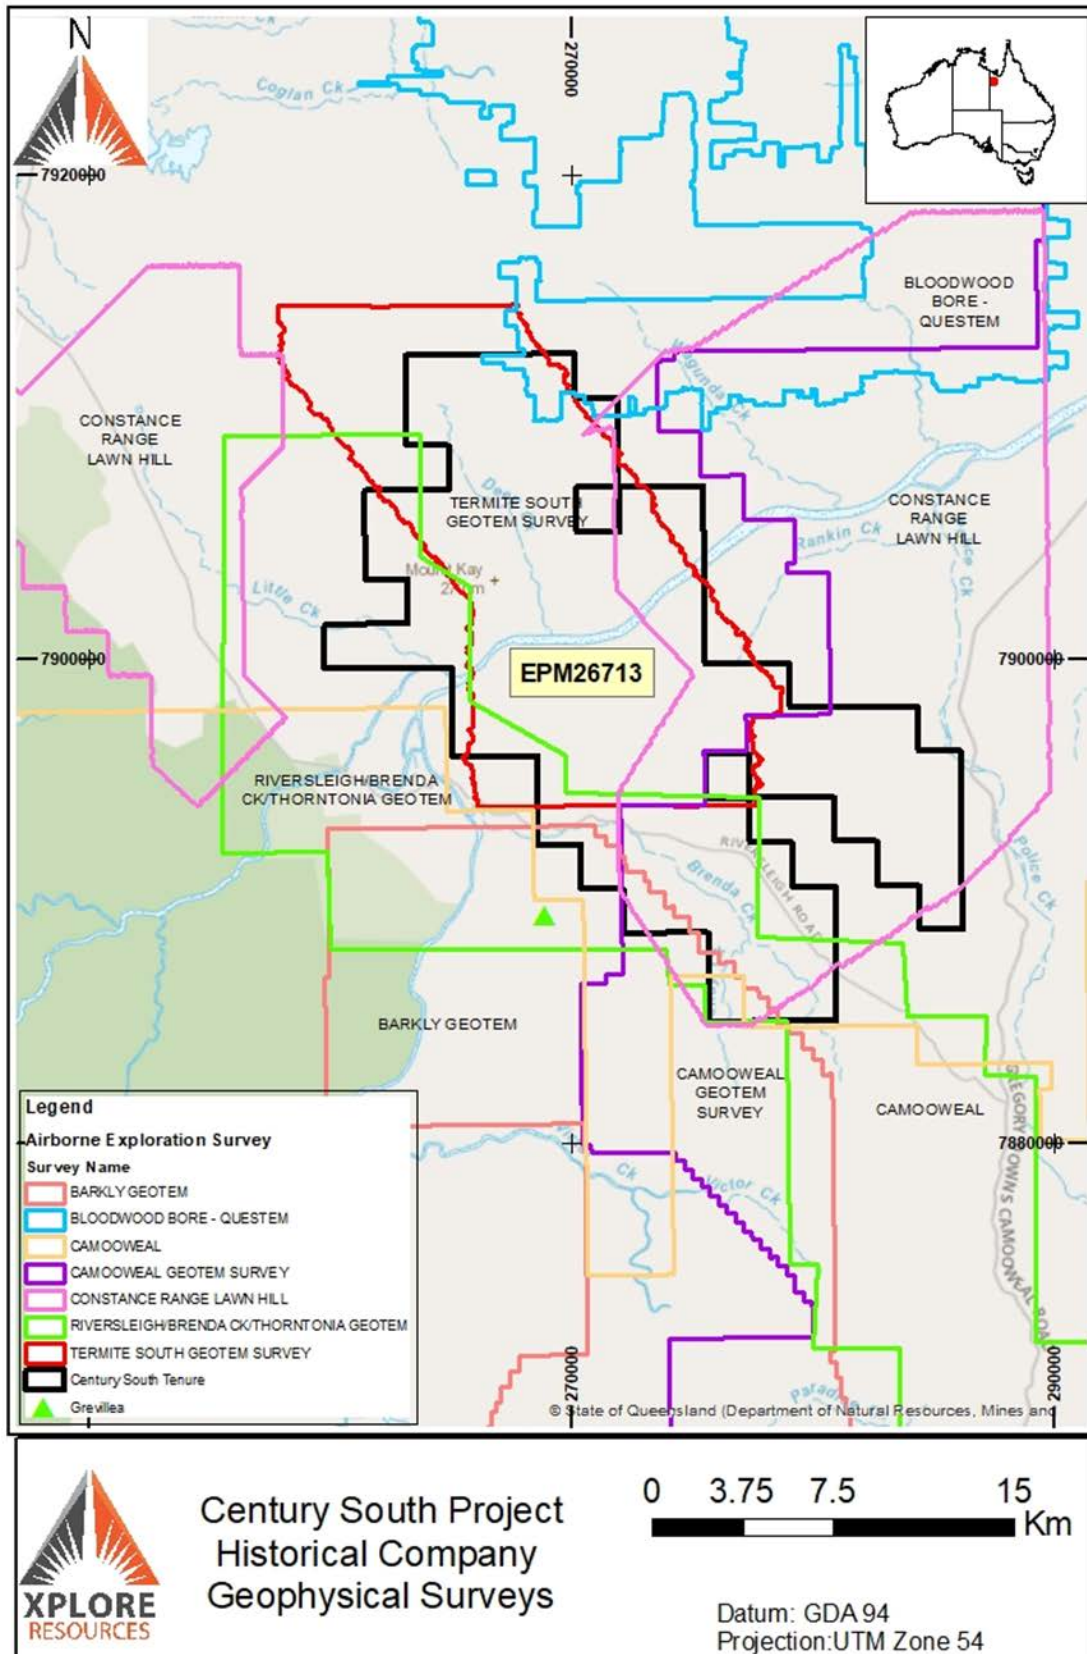 N
270000
Coglan Ck
7920000
BLOODWOOD
BORE -
QUESTEM
CONSTANCE
RANGE
LAWN HILL
TERMITE SOUTH
GEOTEM SURVEY
CONSTANCE
RANGE
LAWN HILL
Rankin Ck
Mount Kay
Little Ck
7900000
EPM26713
7900000
RIVERSLEIGH/BRENDA
CK/THORNTONIA GEOTEM
RIVERSLEIGH ROAD
Brenda Ck
Police Ck
BARKLY GEOTEM
CAMOOWEAL
GEOTEM
SURVEY
CAMOOWEAL
GREGORY DOWNS CAMOOWEAL ROAD
7880000
Ck
Victor Ck
Legend
Airborne Exploration Survey
Survey Name
BARKLY GEOTEM
BLOODWOOD BORE - QUESTEM
CAMOOWEAL
CAMOOWEAL GEOTEM SURVEY
CONSTANCE RANGE LAWN HILL
RIVERSLEIGH/BRENDA CK/THORNTONIA GEOTEM
TERMITE SOUTH GEOTEM SURVEY
Century South Tenure
Grevillea
270000
290000
© State of Queensland (Department of Natural Resources, Mines and
XPLORE
RESOURCES
Century South Project
Historical Company
Geophysical Surveys
0 3.75 7.5 15
Km
Datum: GDA 94
Projection:UTM Zone 54